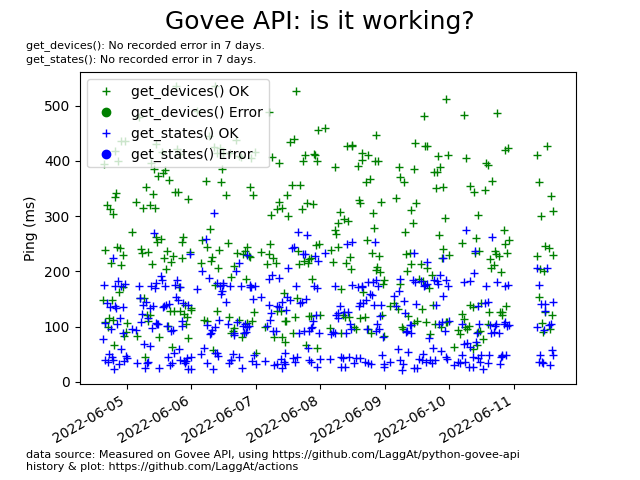 Govee API: is it working?
get_devices(): No recorded error in 7 days.
get_states(): No recorded error in 7 days.
get_devices() OK
get_devices() Error
get_states() OK
get_states() Error
Ping (ms)
500
400
300
200
100
0
2022-06-05
2022-06-06
2022-06-07
2022-06-08
2022-06-09
2022-06-10
2022-06-11
data source: Measured on Govee API, using https://github.com/LaggAt/python-govee-api
history & plot: https://github.com/LaggAt/actions